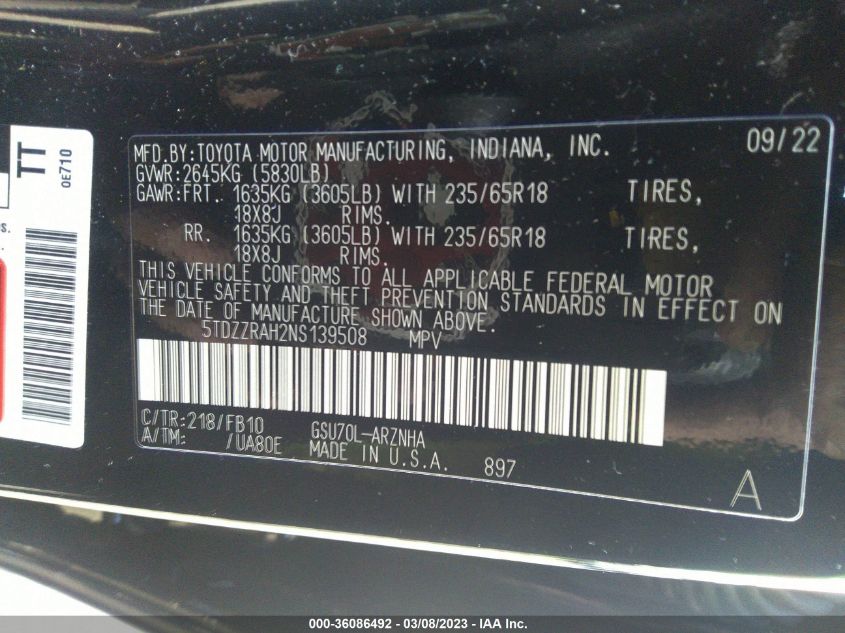 MFD.BY:TOYOTA MOTOR MANUFACTURING, INDIANA, INC. 09/22
GVWR:2645KG (5830LB)
GAWR:FRT. 1635KG (3605LB) WITH 235/65R18 TIRES,
18X8J RIMS.
RR. 1635KG (3605LB) WITH 235/65R18 TIRES,
18X8J RIMS.
THIS VEHICLE CONFORMS TO ALL APPLICABLE FEDERAL MOTOR
VEHICLE SAFETY AND THEFT PREVENTION STANDARDS IN EFFECT ON
THE DATE OF MANUFACTURE SHOWN ABOVE.
5TDZZRAH2NS139508 MPV
C/TR:218/FB10 GSU70L-ARZNHA
A/TM: /UA80E MADE IN U.S.A. 897
A
TT
0E710
000-36086492 - 03/08/2023 - IAA Inc.